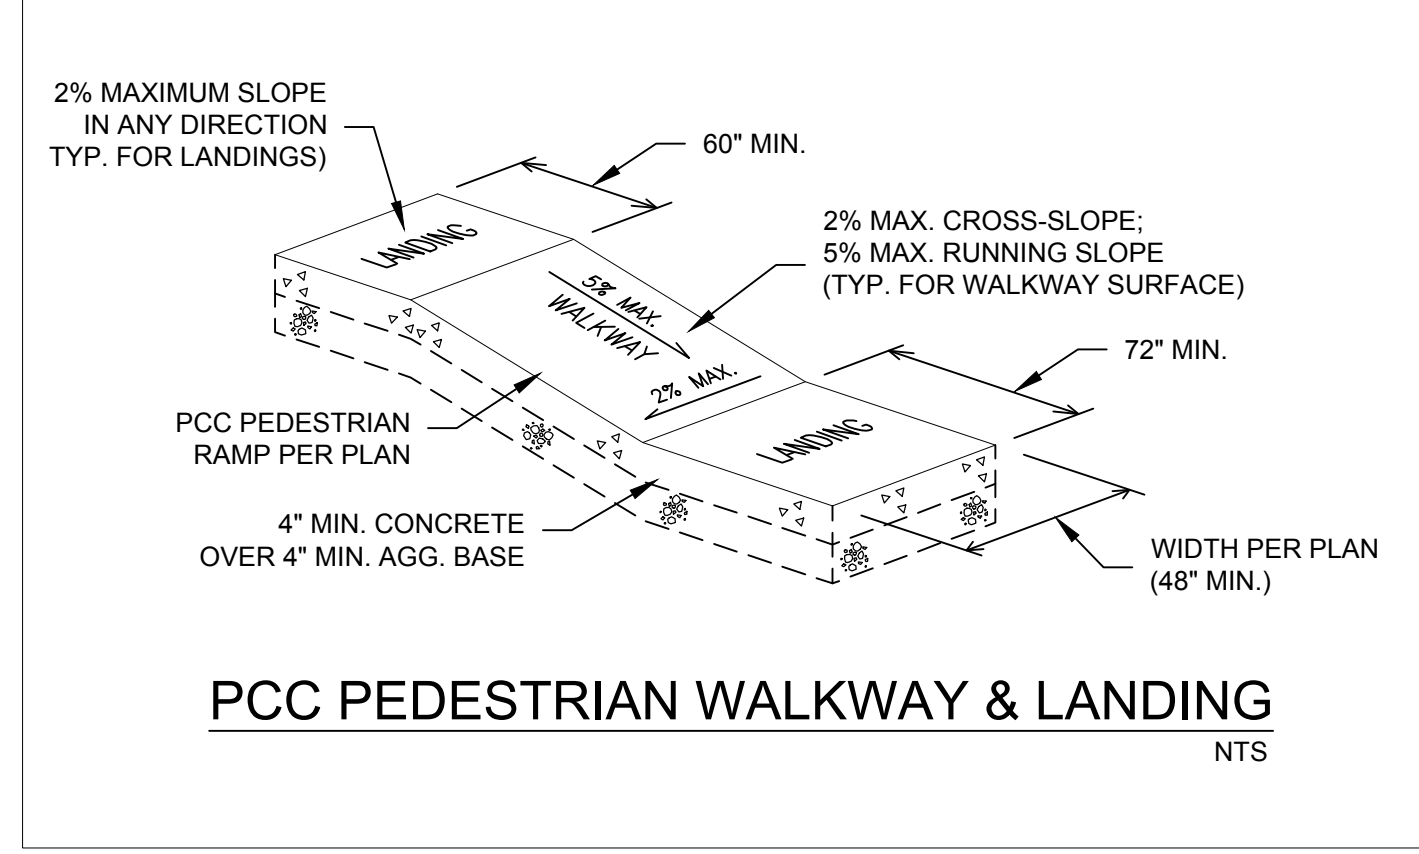 2% MAXIMUM SLOPE
IN ANY DIRECTION
TYP. FOR LANDINGS)
60" MIN.
2% MAX. CROSS-SLOPE;
5% MAX. RUNNING SLOPE
(TYP. FOR WALKWAY SURFACE)
LANDING
5% MAX.
WALKWAY
2% MAX.
72" MIN.
LANDING
PCC PEDESTRIAN
RAMP PER PLAN
4" MIN. CONCRETE
OVER 4" MIN. AGG. BASE
WIDTH PER PLAN
(48" MIN.)
PCC PEDESTRIAN WALKWAY & LANDING
NTS